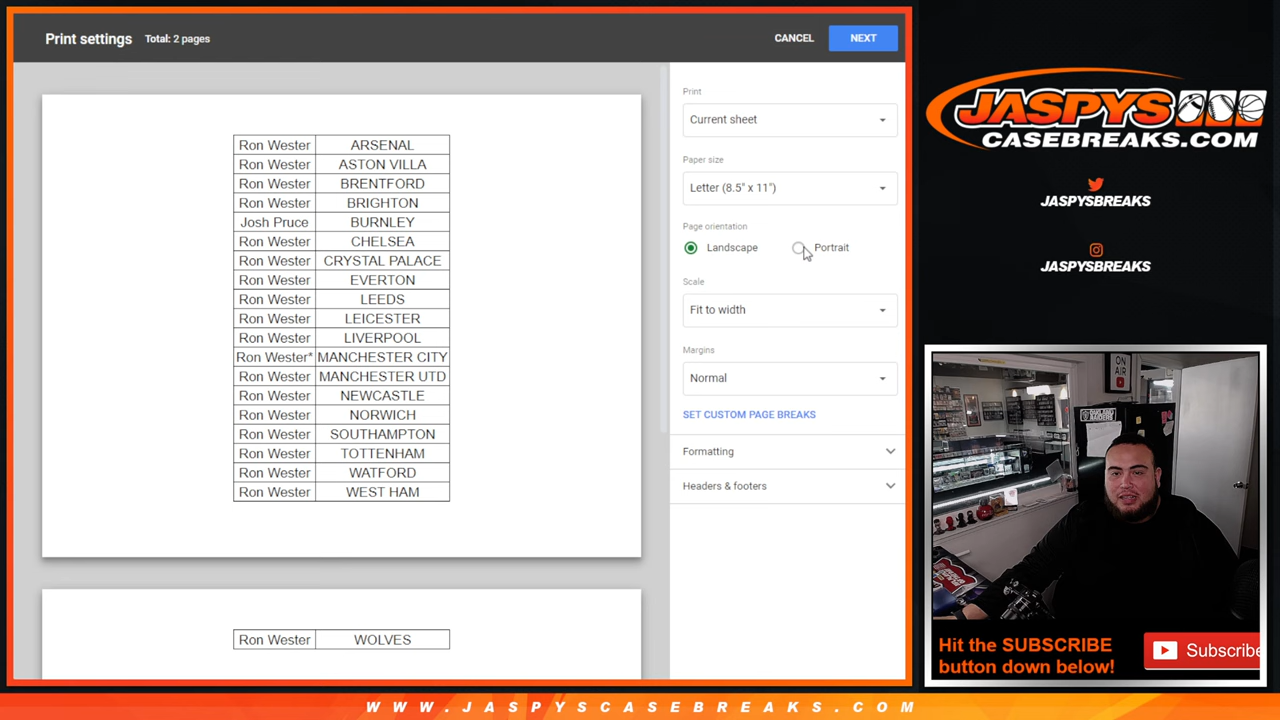 Print settings Total: 2 pages CANCEL NEXT
Ron Wester ARSENAL
Ron Wester ASTON VILLA
Ron Wester BRENTFORD
Ron Wester BRIGHTON
Josh Pruce BURNLEY
Ron Wester CHELSEA
Ron Wester CRYSTAL PALACE
Ron Wester EVERTON
Ron Wester LEEDS
Ron Wester LEICESTER
Ron Wester LIVERPOOL
Ron Wester* MANCHESTER CITY
Ron Wester MANCHESTER UTD
Ron Wester NEWCASTLE
Ron Wester NORWICH
Ron Wester SOUTHAMPTON
Ron Wester TOTTENHAM
Ron Wester WATFORD
Ron Wester WEST HAM
Ron Wester WOLVES
Print
Current sheet
Paper size
Letter (8.5" x 11")
Page orientation
Landscape Portrait
Scale
Fit to width
Margins
Normal
SET CUSTOM PAGE BREAKS
Formatting
Headers & footers
JASPYS
CASEBREAKS.COM
JASPYSBREAKS
JASPYSBREAKS
ON
AIR
Hit the SUBSCRIBE
button down below!
Subscribe
WWW.JASPYSCASEBREAKS.COM